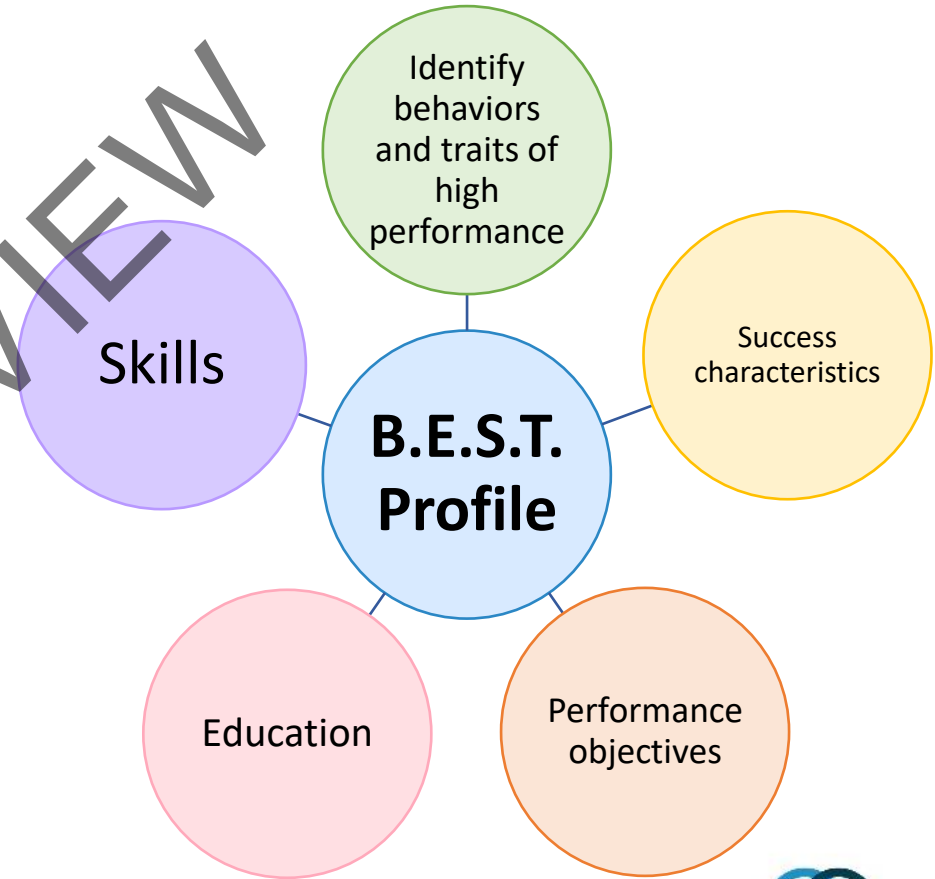 Identify
behaviors
and traits of
high
performance
Success
characteristics
Performance
objectives
Education
Skills
B.E.S.T.
Profile
VIEW